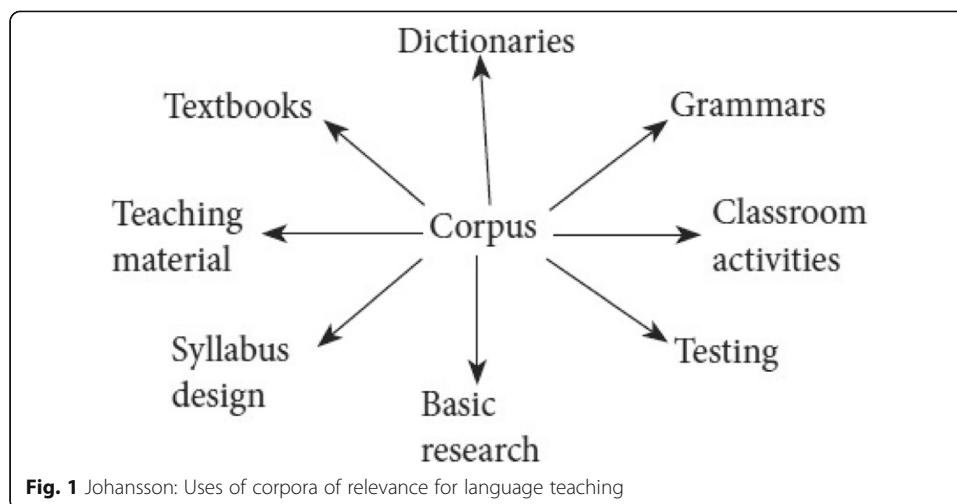 Dictionaries
Textbooks
Grammars
Teaching
material
Corpus
Classroom
activities
Syllabus
design
Basic
research
Testing
Fig. 1 Johansson: Uses of corpora of relevance for language teaching